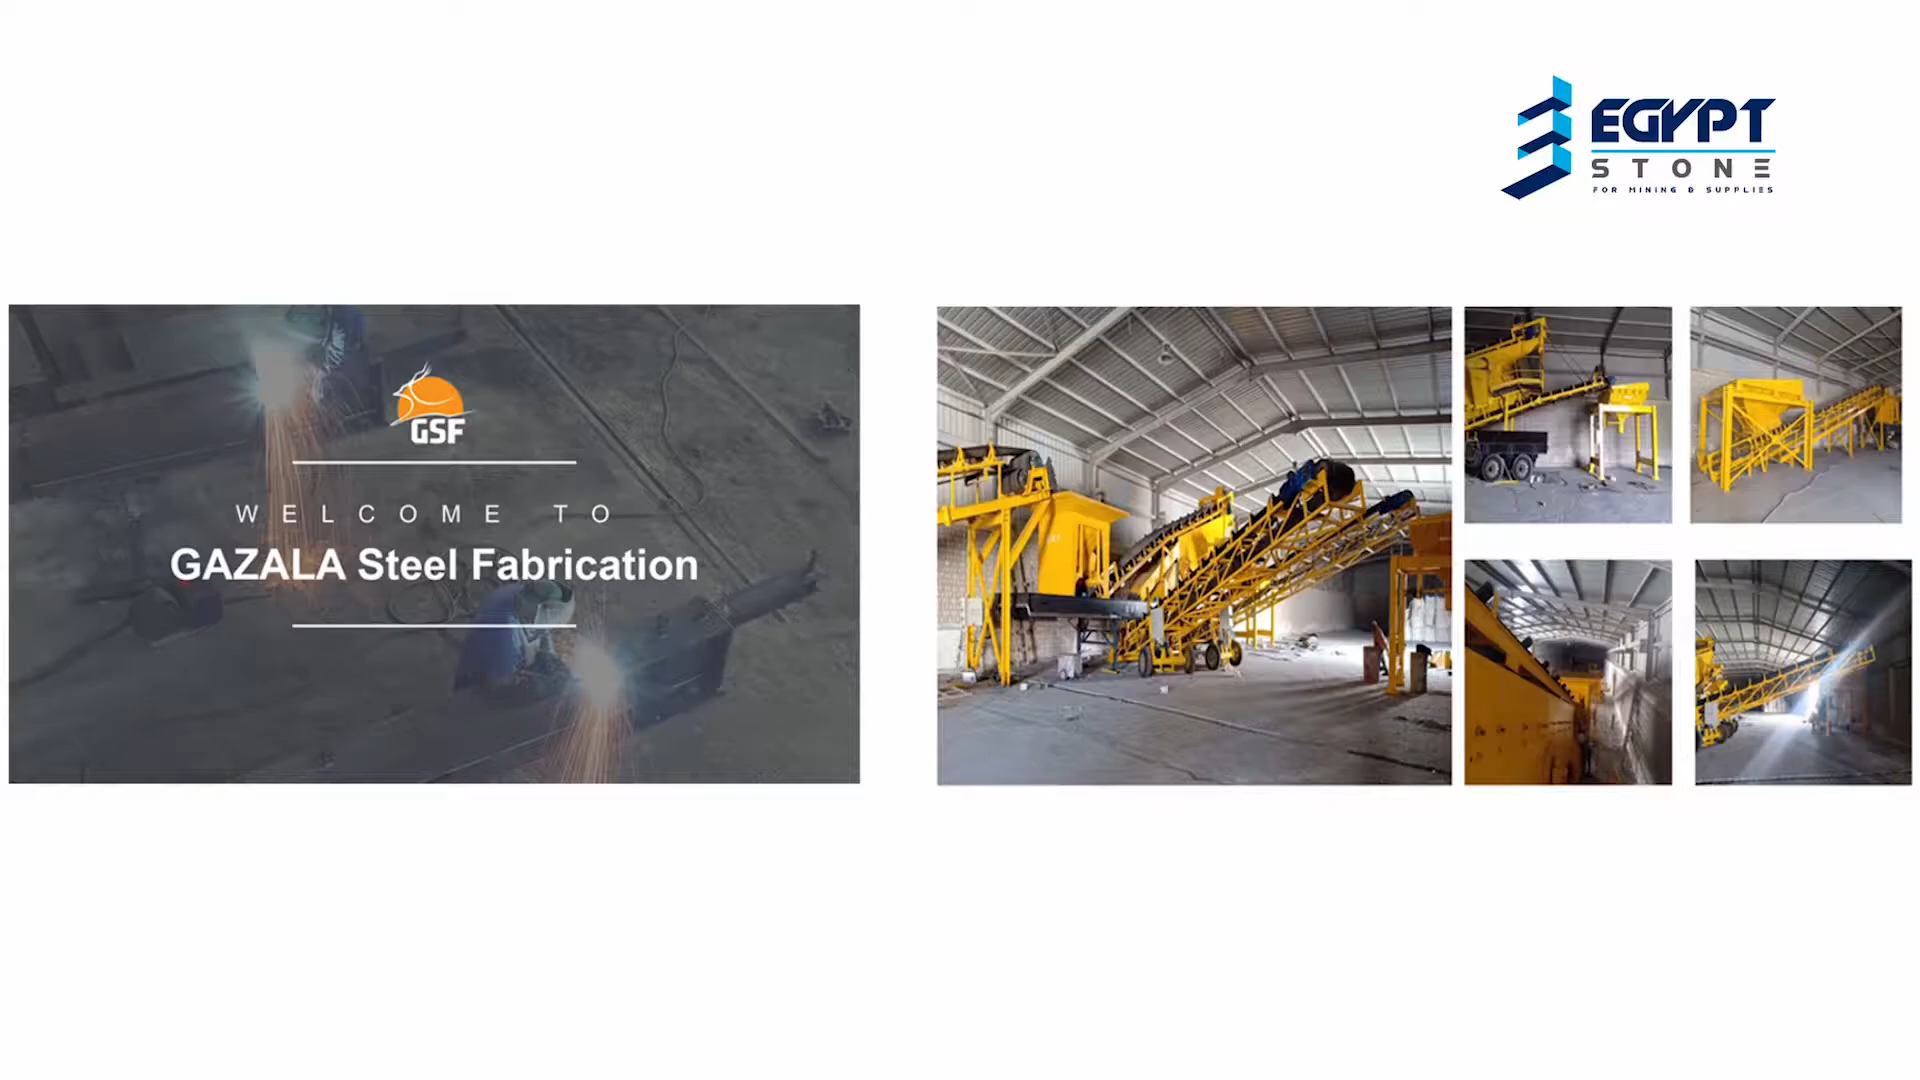 EGYPT
STONE
FOR MINING & SUPPLIES
GSF
WELCOME TO
GAZALA Steel Fabrication